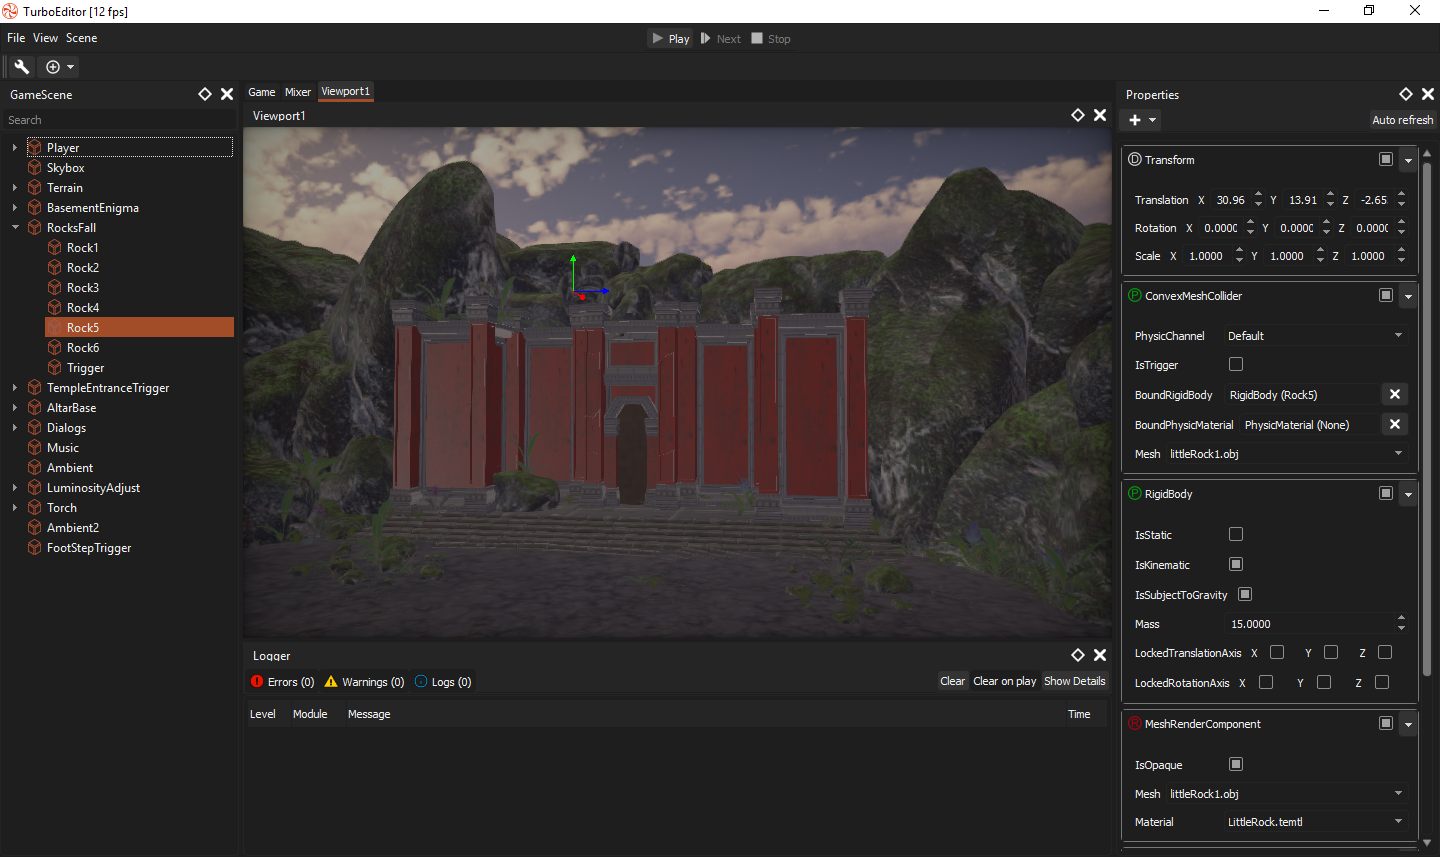 TurboEditor [12 fps]
File View Scene
Play Next Stop
GameScene
Search
Player
Skybox
Terrain
BasementEnigma
RocksFall
Rock1
Rock2
Rock3
Rock4
Rock5
Rock6
Trigger
TempleEntranceTrigger
AltarBase
Dialogs
Music
Ambient
LuminosityAdjust
Torch
Ambient2
FootStepTrigger
Game Mixer Viewport1
Viewport1
Logger
Errors (0) Warnings (0) Logs (0) Clear Clear on play Show Details
Level Module Message Time
Properties
Auto refresh
D Transform
Translation X 30.96 Y 13.91 Z -2.65
Rotation X 0.0000 Y 0.0000 Z 0.0000
Scale X 1.0000 Y 1.0000 Z 1.0000
P ConvexMeshCollider
PhysicChannel Default
IsTrigger
BoundRigidBody RigidBody (Rock5)
BoundPhysicMaterial PhysicMaterial (None)
Mesh littleRock1.obj
P RigidBody
IsStatic
IsKinematic
IsSubjectToGravity
Mass 15.0000
LockedTranslationAxis X Y Z
LockedRotationAxis X Y Z
R MeshRenderComponent
IsOpaque
Mesh littleRock1.obj
Material LittleRock.temtl